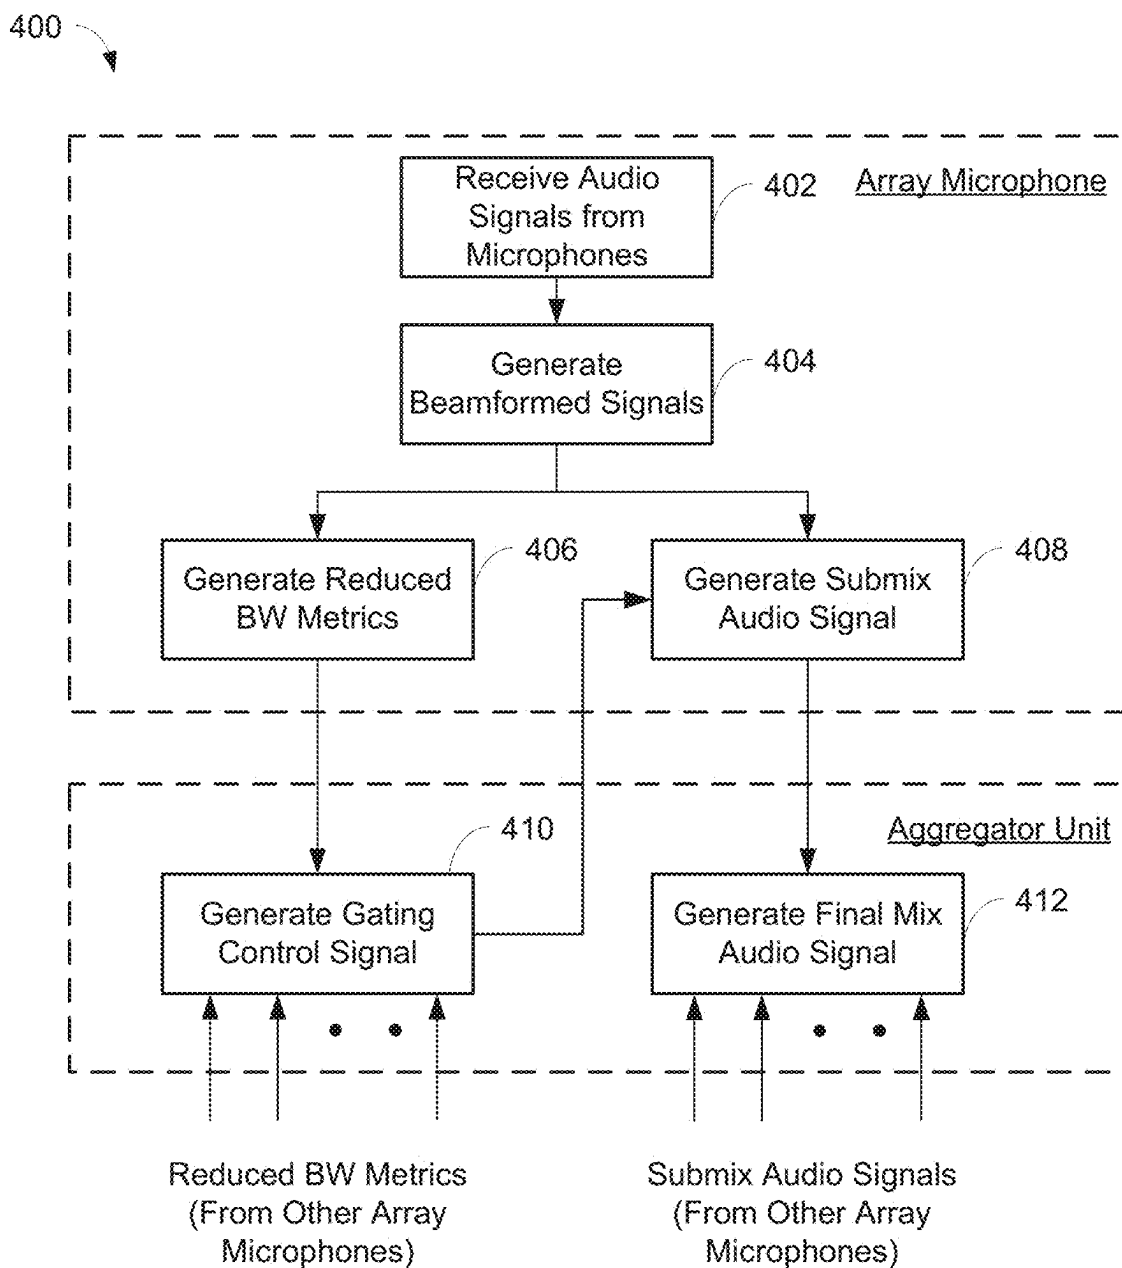 400
Receive Audio
Signals from
Microphones
402
Array Microphone
Generate
Beamformed Signals
404
Generate Reduced
BW Metrics
406
Generate Submix
Audio Signal
408
Aggregator Unit
410
Generate Gating
Control Signal
Generate Final Mix
Audio Signal
412
Reduced BW Metrics
(From Other Array
Microphones)
Submix Audio Signals
(From Other Array
Microphones)